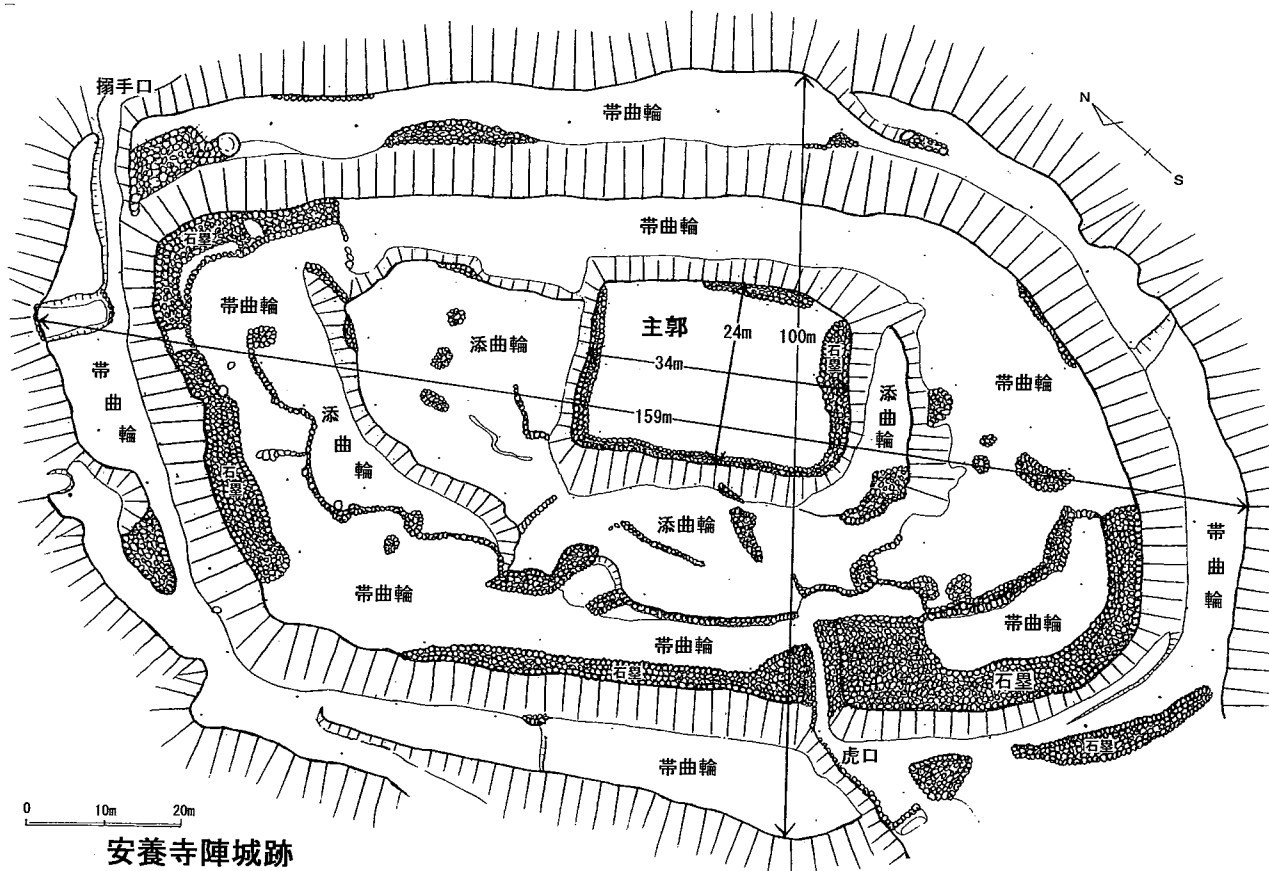 搦手口
帯曲輪
N
S
帯曲輪
石塁
帯曲輪
添曲輪
主郭
24m
100m
石塁
34m
帯曲輪
帯曲輪
添曲輪
添曲輪
159m
石塁
添曲輪
帯曲輪
帯曲輪
帯曲輪
帯曲輪
石塁
石塁
石塁
虎口
帯曲輪
0 10m 20m
安養寺陣城跡